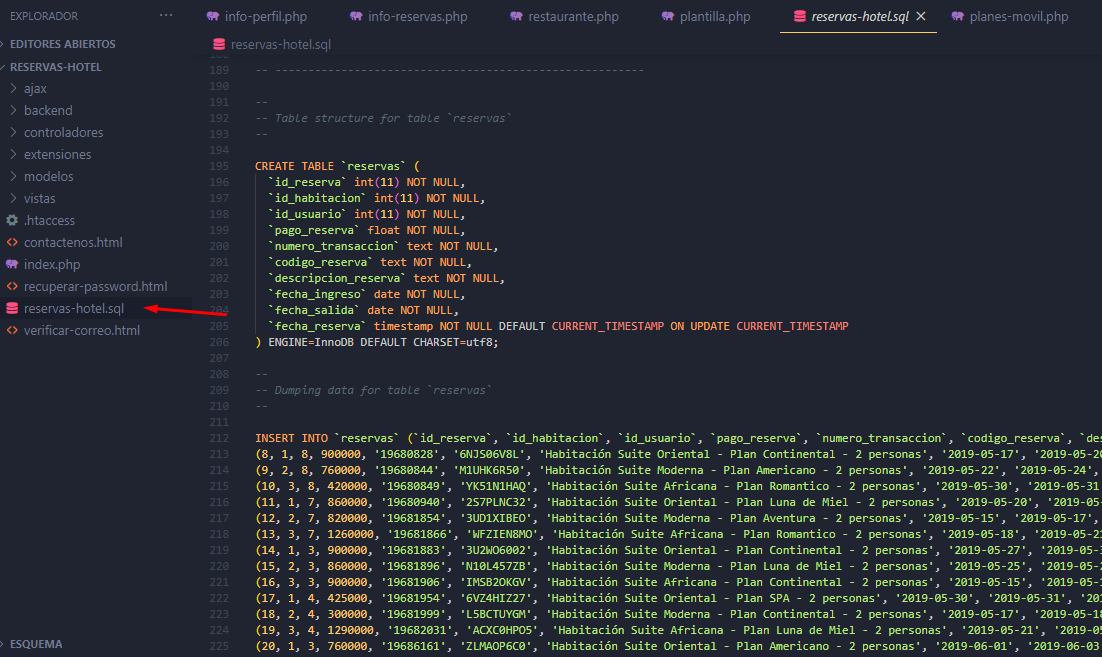 EXPLORADOR ···
EDITORES ABIERTOS
RESERVAS-HOTEL
ajax
backend
controladores
extensiones
modelos
vistas
.htaccess
contactenos.html
index.php
recuperar-password.html
reservas-hotel.sql
verificar-correo.html
ESQUEMA
info-perfil.php info-reservas.php restaurante.php plantilla.php reservas-hotel.sql planes-movil.php
reservas-hotel.sql
189 -- --------------------------------------------------------
190
191 --
192 -- Table structure for table `reservas`
193 --
194
195 CREATE TABLE `reservas` (
196 `id_reserva` int(11) NOT NULL,
197 `id_habitacion` int(11) NOT NULL,
198 `id_usuario` int(11) NOT NULL,
199 `pago_reserva` float NOT NULL,
200 `numero_transaccion` text NOT NULL,
201 `codigo_reserva` text NOT NULL,
202 `descripcion_reserva` text NOT NULL,
203 `fecha_ingreso` date NOT NULL,
204 `fecha_salida` date NOT NULL,
205 `fecha_reserva` timestamp NOT NULL DEFAULT CURRENT_TIMESTAMP ON UPDATE CURRENT_TIMESTAMP
206 ) ENGINE=InnoDB DEFAULT CHARSET=utf8;
207
208 --
209 -- Dumping data for table `reservas`
210 --
211
212 INSERT INTO `reservas` (`id_reserva`, `id_habitacion`, `id_usuario`, `pago_reserva`, `numero_transaccion`, `codigo_reserva`, `des
213 (8, 1, 8, 900000, '19680828', '6NJS06V8L', 'Habitación Suite Oriental - Plan Continental - 2 personas', '2019-05-17', '2019-05-20
214 (9, 2, 8, 760000, '19680844', 'M1UHK6R50', 'Habitación Suite Moderna - Plan Americano - 2 personas', '2019-05-22', '2019-05-24',
215 (10, 3, 8, 420000, '19680849', 'YK51N1HAQ', 'Habitación Suite Africana - Plan Romantico - 2 personas', '2019-05-30', '2019-05-31
216 (11, 1, 7, 860000, '19680940', '2S7PLNC32', 'Habitación Suite Oriental - Plan Luna de Miel - 2 personas', '2019-05-20', '2019-05-
217 (12, 2, 7, 820000, '19681854', '3UD1XIBEO', 'Habitación Suite Moderna - Plan Aventura - 2 personas', '2019-05-15', '2019-05-17',
218 (13, 3, 7, 1260000, '19681866', 'WFZIEN8MO', 'Habitación Suite Africana - Plan Romantico - 2 personas', '2019-05-18', '2019-05-21
219 (14, 1, 3, 900000, '19681883', '3U2WO6002', 'Habitación Suite Oriental - Plan Continental - 2 personas', '2019-05-27', '2019-05-3
220 (15, 2, 3, 860000, '19681896', 'N10L457ZB', 'Habitación Suite Moderna - Plan Luna de Miel - 2 personas', '2019-05-25', '2019-05-2
221 (16, 3, 3, 900000, '19681906', 'IMSB2OKGV', 'Habitación Suite Africana - Plan Continental - 2 personas', '2019-05-15', '2019-05-1
222 (17, 1, 4, 425000, '19681954', '6VZ4HIZ27', 'Habitación Suite Oriental - Plan SPA - 2 personas', '2019-05-30', '2019-05-31', '201
223 (18, 2, 4, 300000, '19681999', 'L5BCTUYGM', 'Habitación Suite Moderna - Plan Continental - 2 personas', '2019-05-17', '2019-05-18
224 (19, 3, 4, 1290000, '19682031', 'ACXC0HPO5', 'Habitación Suite Africana - Plan Luna de Miel - 2 personas', '2019-05-21', '2019-05
225 (20, 1, 3, 760000, '19686161', 'ZLMAOP6C0', 'Habitación Suite Oriental - Plan Americano - 2 personas', '2019-06-01', '2019-06-03